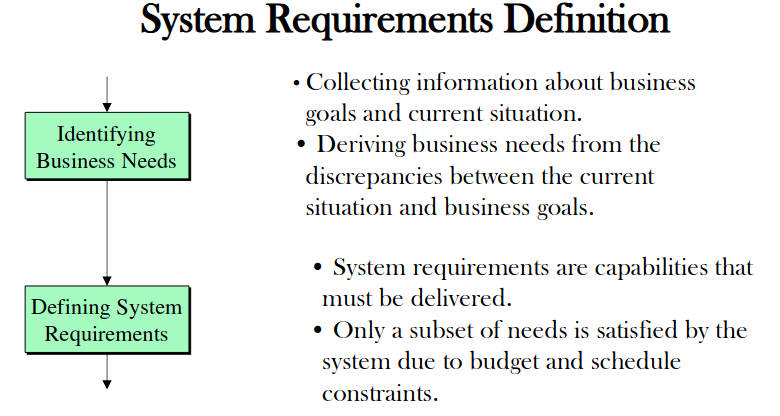 System Requirements Definition
Identifying
Business Needs
• Collecting information about business
goals and current situation.
• Deriving business needs from the
discrepancies between the current
situation and business goals.
Defining System
Requirements
• System requirements are capabilities that
must be delivered.
• Only a subset of needs is satisfied by the
system due to budget and schedule
constraints.